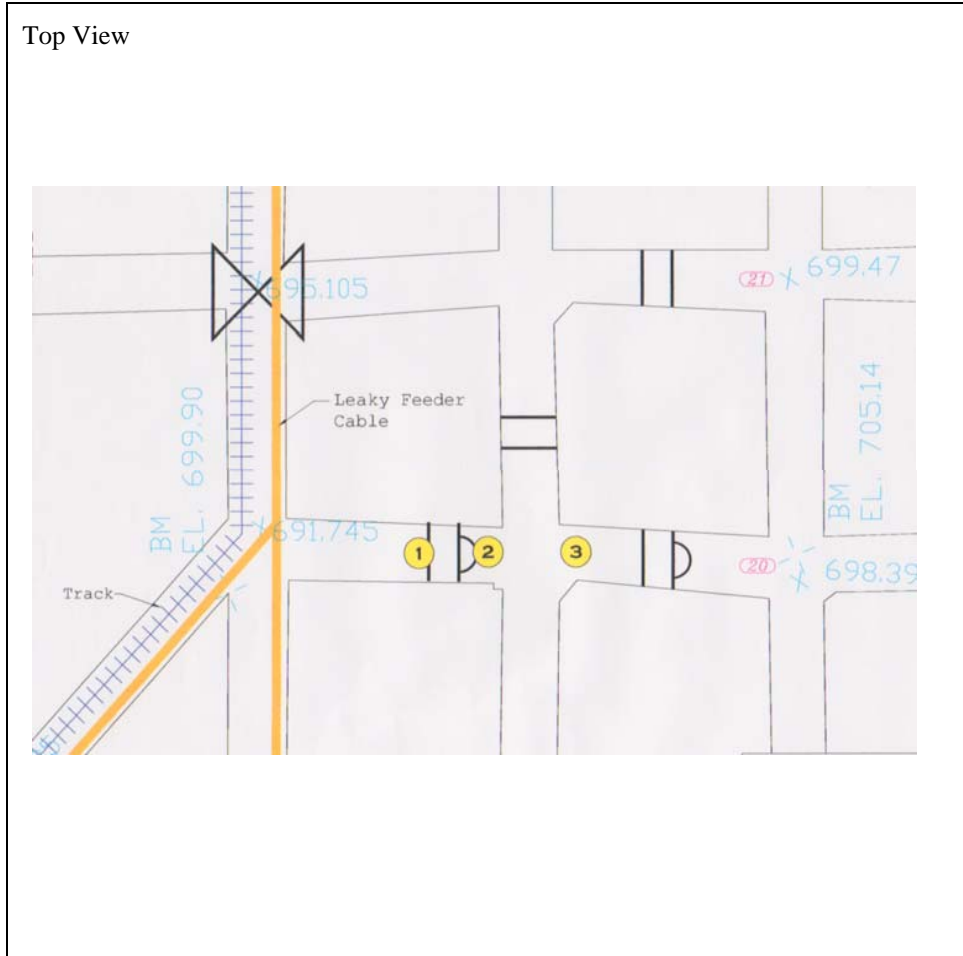 Top View
21
699.47
695.105
Leaky Feeder
Cable
BM
EL. 699.90
BM
EL. 705.14
691.745
1
2
3
20
698.39
Track